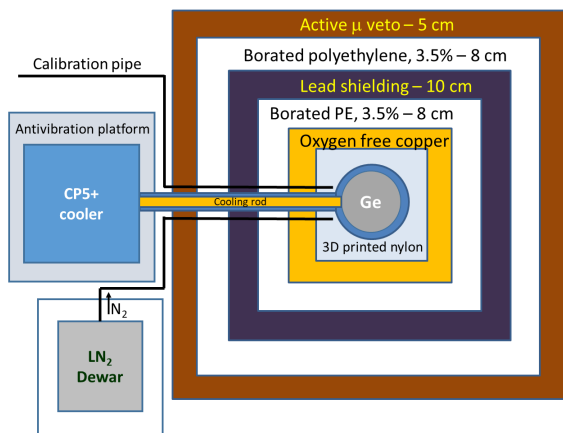 Active μ veto – 5 cm
Borated polyethylene, 3.5% – 8 cm
Calibration pipe
Lead shielding – 10 cm
Borated PE, 3.5% – 8 cm
Antivibration platform
Oxygen free copper
CP5+
cooler
Cooling rod
Ge
3D printed nylon
N₂
LN₂
Dewar